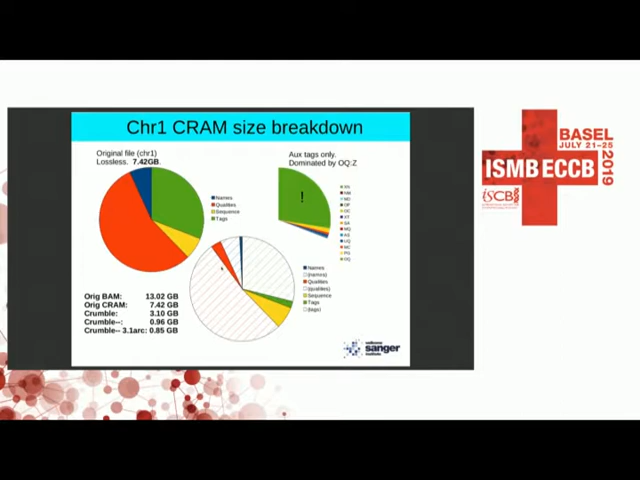 Chr1 CRAM size breakdown
Original file (chr1)
Lossless. 7.42GB.
Names
Qualities
Sequence
Tags
Aux tags only.
Dominated by OQ:Z
!
Names
(names)
Qualities
(qualities)
Sequence
Tags
(tags)
Orig BAM: 13.02 GB
Orig CRAM: 7.42 GB
Crumble: 3.10 GB
Crumble--: 0.96 GB
Crumble-- 3.1arc: 0.85 GB
wellcome
sanger
institute
BASEL
JULY 21-25
2019
ISMB ECCB
iSCB